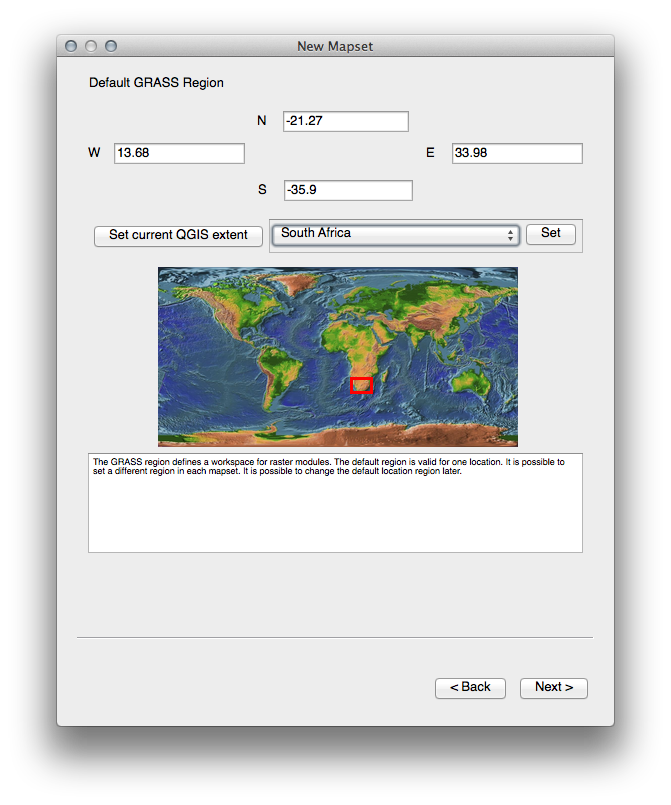 New Mapset
Default GRASS Region
N -21.27
W 13.68 E 33.98
S -35.9
Set current QGIS extent South Africa Set
The GRASS region defines a workspace for raster modules. The default region is valid for one location. It is possible to
set a different region in each mapset. It is possible to change the default location region later.
< Back Next >